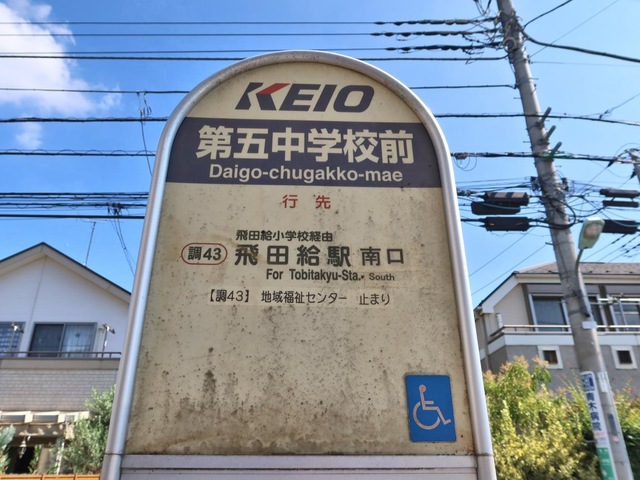 KEIO
第五中学校前
Daigo-chugakko-mae
行先
飛田給小学校経由
調43 飛田給駅 南口
For Tobitakyu-Sta. South
【調43】 地域福祉センター 止まり